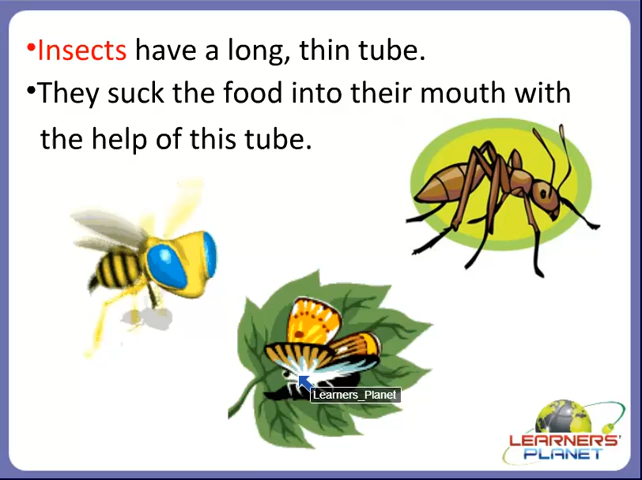 •Insects have a long, thin tube.
•They suck the food into their mouth with
the help of this tube.
Learners_Planet
LEARNERS'
PLANET